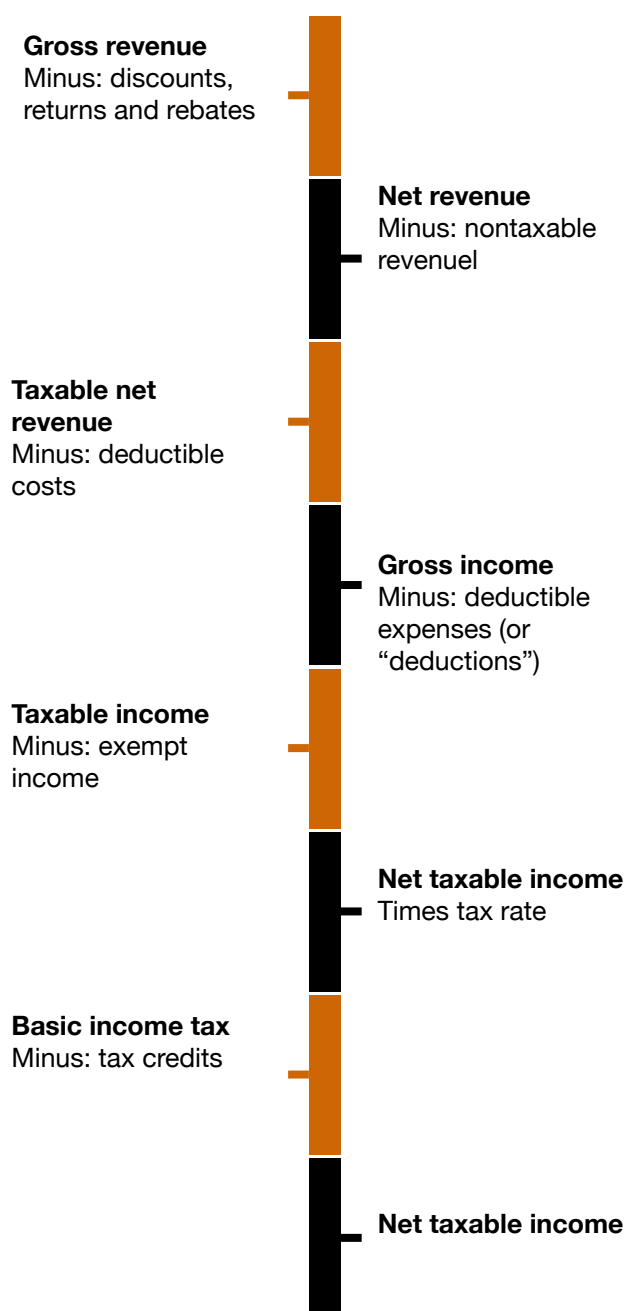 Gross revenue
Minus: discounts,
returns and rebates
Net revenue
Minus: nontaxable
revenuel
Taxable net
revenue
Minus: deductible
costs
Gross income
Minus: deductible
expenses (or
“deductions”)
Taxable income
Minus: exempt
income
Net taxable income
Times tax rate
Basic income tax
Minus: tax credits
Net taxable income